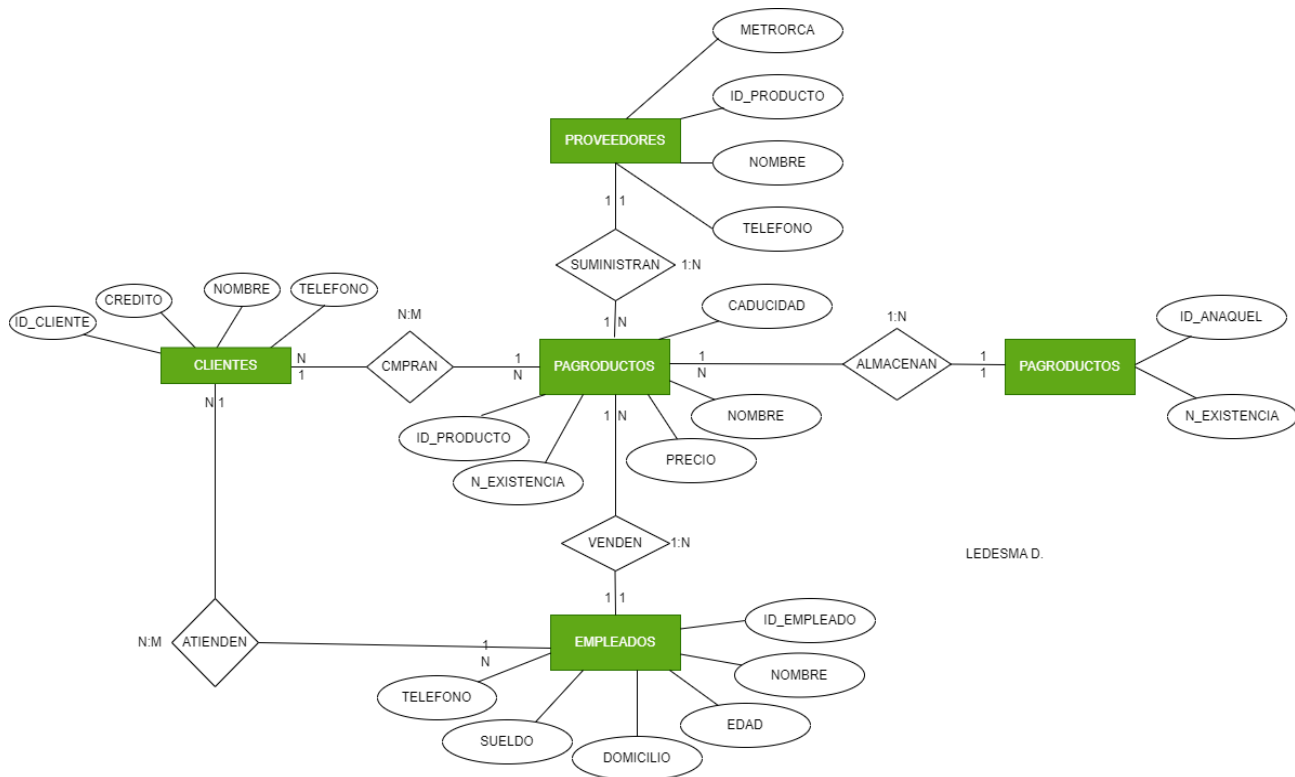 METRORCA
ID_PRODUCTO
PROVEEDORES
NOMBRE
TELEFONO
1 1
SUMINISTRAN 1:N
1 N
ID_CLIENTE
CREDITO
NOMBRE
TELEFONO
CLIENTES
N:M
N
1
CMPRAN
1
N
CADUCIDAD
PAGRODUCTOS
1:N
1
N
ALMACENAN
1
1
PAGRODUCTOS
ID_ANAQUEL
N_EXISTENCIA
N 1
ID_PRODUCTO
N_EXISTENCIA
1 N
PRECIO
NOMBRE
VENDEN 1:N
LEDESMA D.
1 1
N:M ATIENDEN
1
N
EMPLEADOS
ID_EMPLEADO
NOMBRE
TELEFONO
SUELDO
DOMICILIO
EDAD